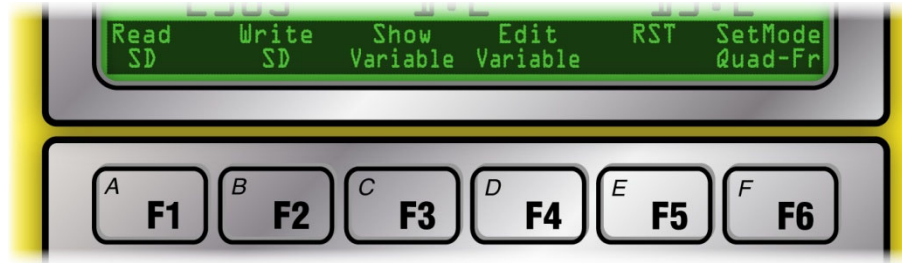 Read Write Show Edit RST SetMode
SD SD Variable Variable Quad-Fr
A B C D E F
F1 F2 F3 F4 F5 F6